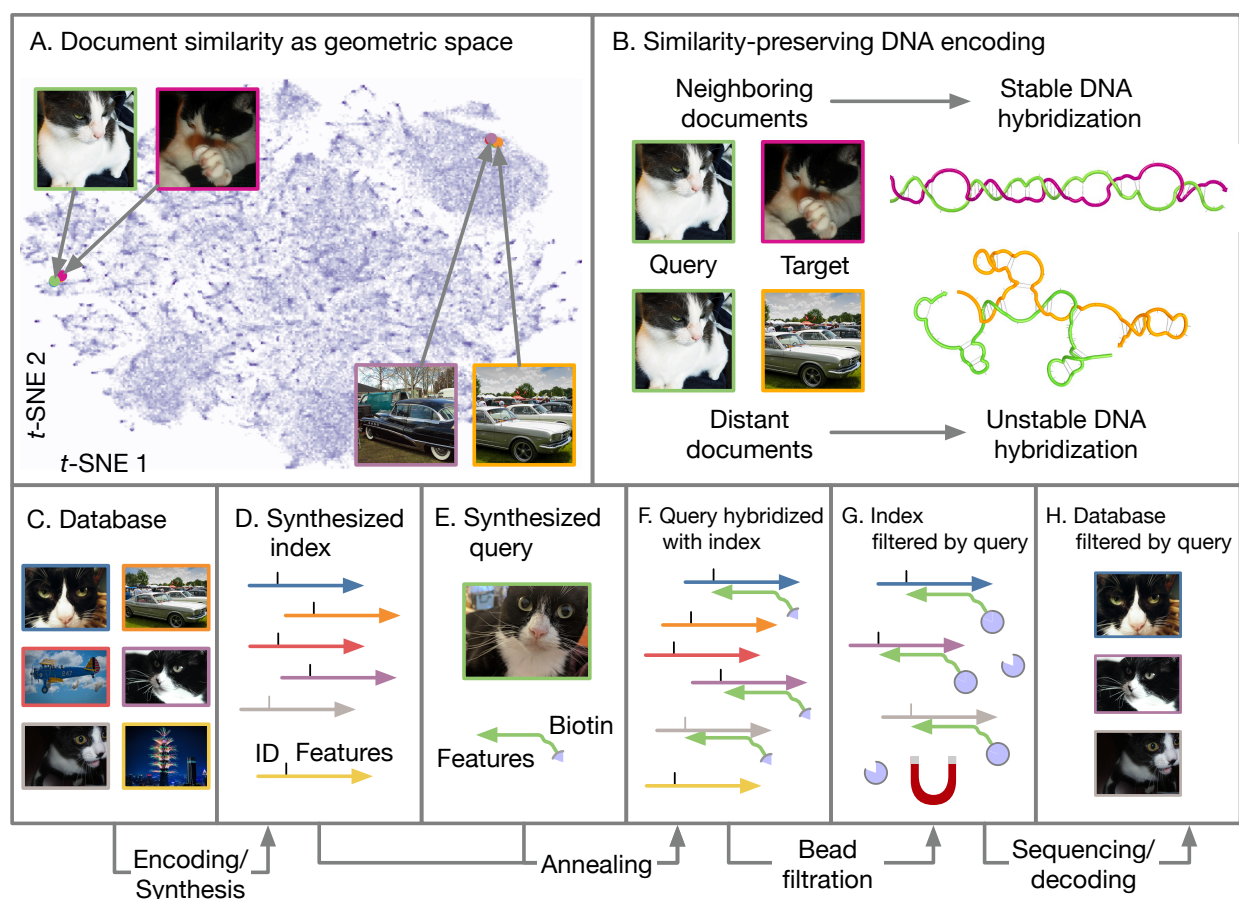 A. Document similarity as geometric space
t-SNE 2
t-SNE 1
B. Similarity-preserving DNA encoding
Neighboring
documents
Stable DNA
hybridization
Query
Target
Distant
documents
Unstable DNA
hybridization
C. Database
D. Synthesized
index
ID
Features
E. Synthesized
query
Biotin
Features
F. Query hybridized
with index
G. Index
filtered by query
H. Database
filtered by query
Encoding/
Synthesis
Annealing
Bead
filtration
Sequencing/
decoding